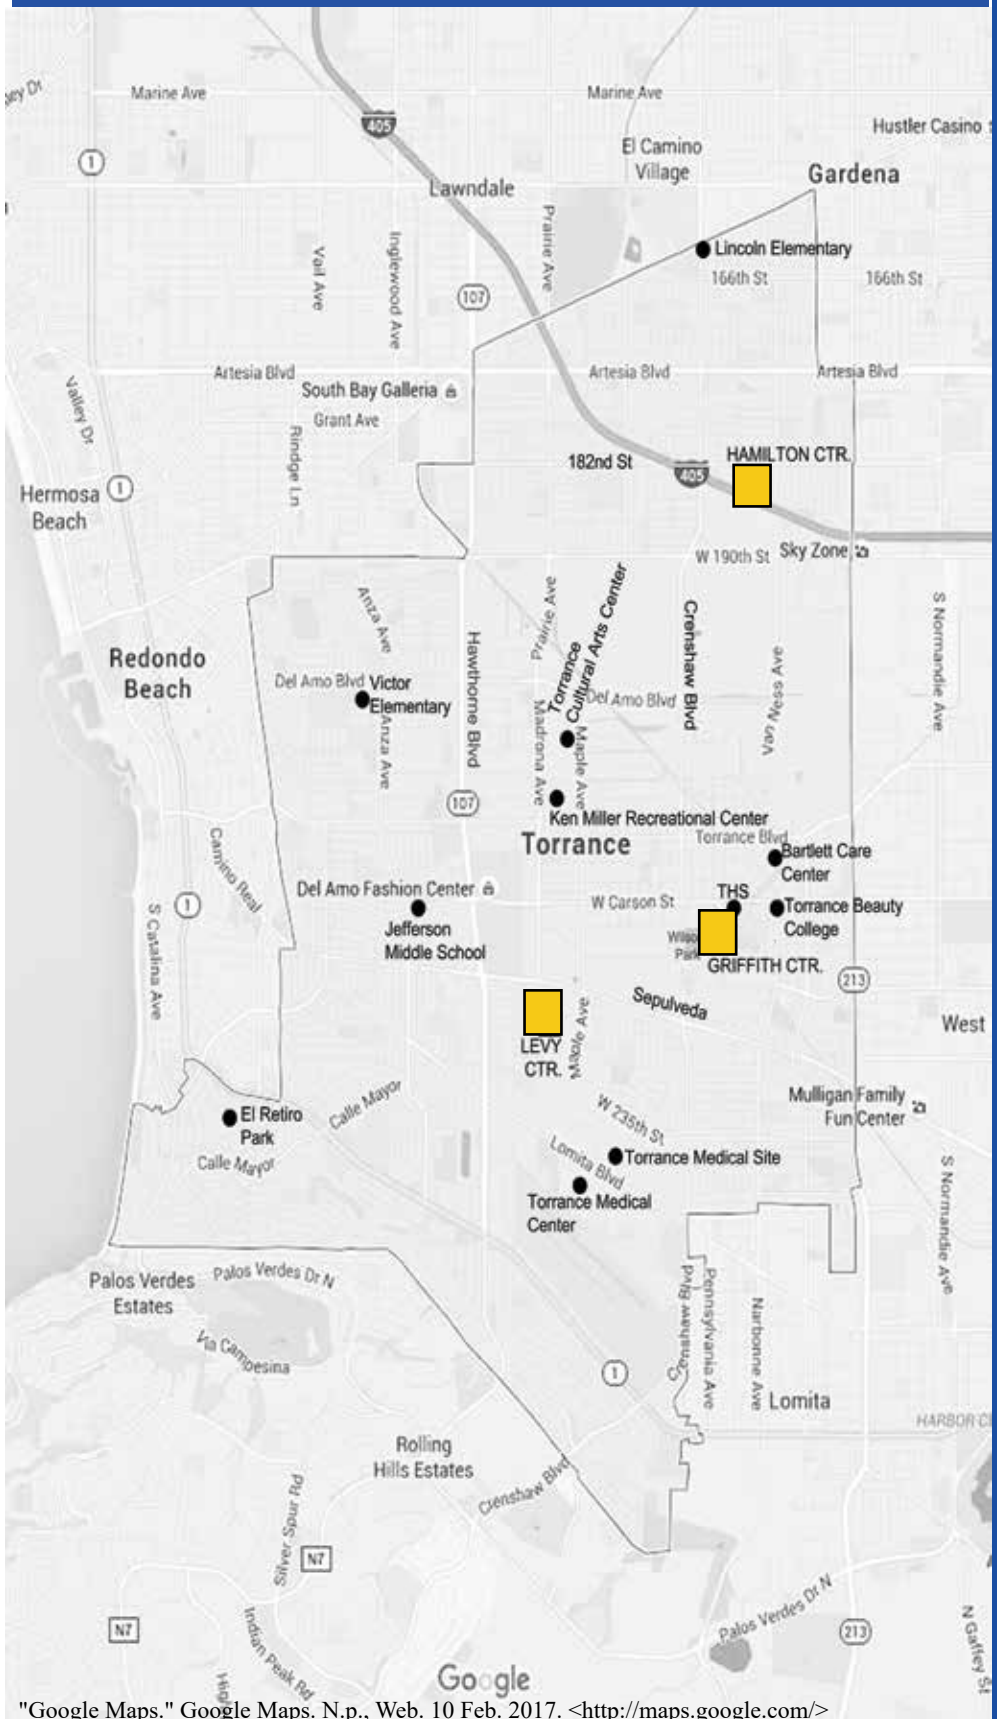 Marine Ave
Marine Ave
405
Hustler Casino
1
El Camino
Village
Gardena
Lawndale
Prairie Ave
Vail Ave
Inglewood Ave
Lincoln Elementary
166th St
166th St
107
Artesia Blvd
Artesia Blvd
Artesia Blvd
Valley Dr
South Bay Galleria
Grant Ave
Rindge Ln
182nd St
405
HAMILTON CTR.
Hermosa
Beach
1
W 190th St
Sky Zone
Anza Ave
Prairie Ave
Torrance
Cultural Arts Center
Crenshaw Blvd
S Normandie Ave
Redondo
Beach
Hawthorne Blvd
Van Ness Ave
Del Amo Blvd
Victor
Elementary
Del Amo Blvd
Anza Ave
Madrona Ave
Maple Ave
107
Ken Miller Recreational Center
Torrance
Torrance Blvd
Bartlett Care
Center
Camino Real
Del Amo Fashion Center
W Carson St
THS
1
S Catalina Ave
Jefferson
Middle School
Torrance Beauty
College
Park
GRIFFITH CTR.
213
Sepulveda
Maple Ave
West
LEVY
CTR.
Calle Mayor
Mulligan Family
Fun Center
El Retiro
Park
Calle Mayor
W 235th St
Lomita Blvd
Torrance Medical Site
Torrance Medical
Center
S Normandie Ave
Palos Verdes
Estates
Palos Verdes Dr N
Via Campesina
Crenshaw Blvd
Pennsylvania Ave
Narbonne Ave
1
Lomita
Rolling
Hills Estates
Crenshaw Blvd
Silver Spur Rd
N7
N7
Indian Peak Rd
Palos Verdes Dr N
213
N Gaffey St
Google
"Google Maps." Google Maps. N.p., Web. 10 Feb. 2017. <http://maps.google.com/>